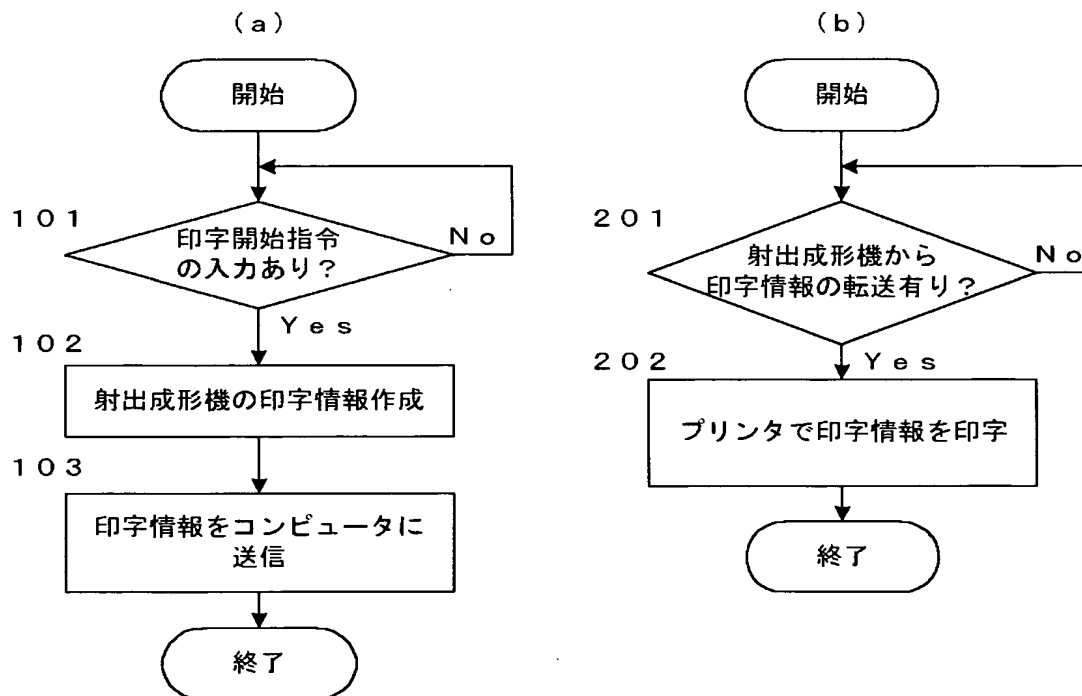 (a)
開始
101
印字開始指令
の入力あり？
No
Yes
102
射出成形機の印字情報作成
103
印字情報をコンピュータに
送信
終了
(b)
開始
201
射出成形機から
印字情報の転送有り？
No
Yes
202
プリンタで印字情報を印字
終了